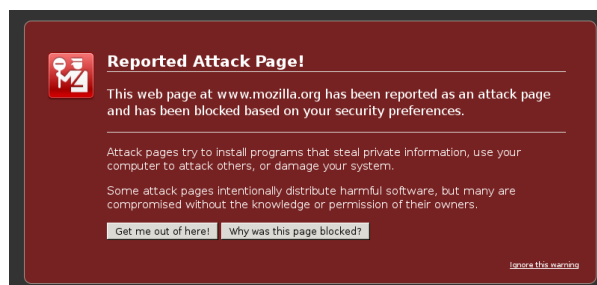 Reported Attack Page!
This web page at www.mozilla.org has been reported as an attack page
and has been blocked based on your security preferences.
Attack pages try to install programs that steal private information, use your
computer to attack others, or damage your system.
Some attack pages intentionally distribute harmful software, but many are
compromised without the knowledge or permission of their owners.
Get me out of here! Why was this page blocked?
Ignore this warning